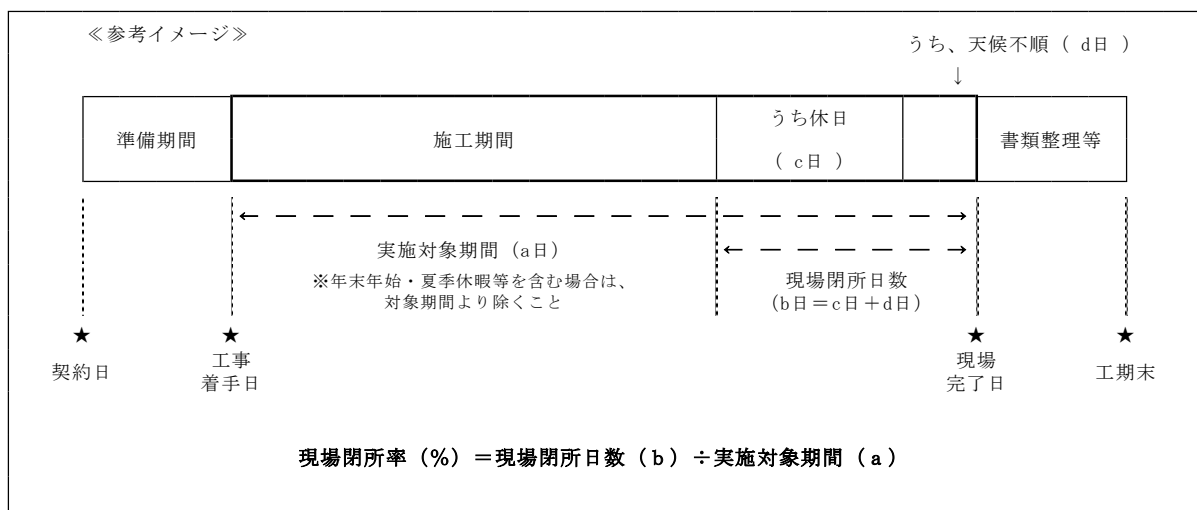 ≪参考イメージ≫
うち、天候不順（ d日 ）
↓
準備期間
施工期間
うち休日
（ c日 ）
書類整理等
実施対象期間（a日）
※年末年始・夏季休暇等を含む場合は、
対象期間より除くこと
現場閉所日数
（b日＝c日＋d日）
★
★
★
★
契約日
工事
着手日
現場
完了日
工期末
現場閉所率（%）＝現場閉所日数（ｂ）÷実施対象期間（ａ）